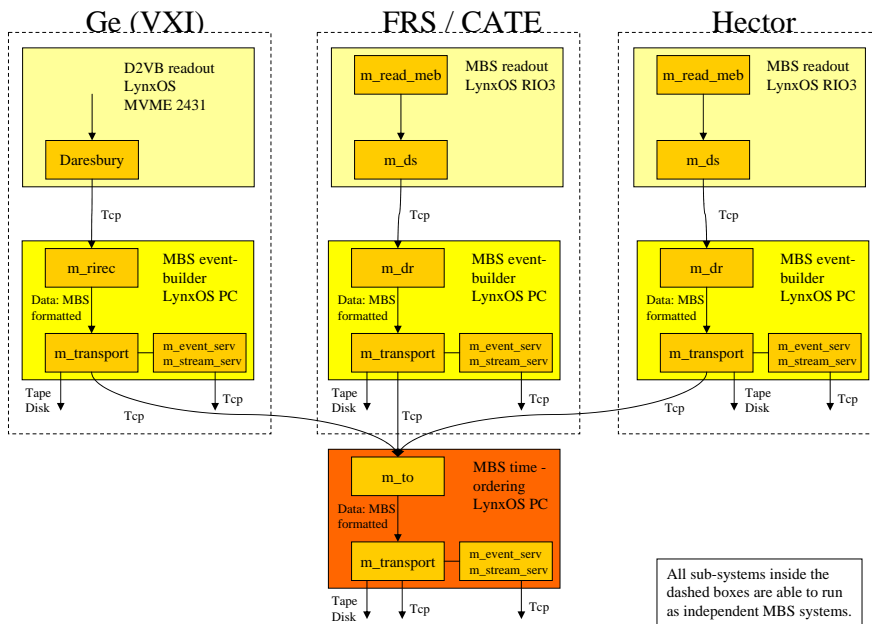 Ge (VXI)
FRS / CATE
Hector
D2VB readout
LynxOS
MVME 2431
Daresbury
m_read_meb
MBS readout
LynxOS RIO3
m_ds
m_read_meb
MBS readout
LynxOS RIO3
m_ds
Tcp
Tcp
Tcp
m_rirec
MBS event-
builder
LynxOS PC
Data: MBS
formatted
m_transport
m_event_serv
m_stream_serv
m_dr
MBS event-
builder
LynxOS PC
Data: MBS
formatted
m_transport
m_event_serv
m_stream_serv
m_dr
MBS event-
builder
LynxOS PC
Data: MBS
formatted
m_transport
m_event_serv
m_stream_serv
Tape
Disk
Tcp
Tcp
Tape
Disk
Tcp
Tcp
Tcp
Tape
Disk
Tcp
m_to
MBS time -
ordering
LynxOS PC
Data: MBS
formatted
m_transport
m_event_serv
m_stream_serv
Tape
Disk
Tcp
Tcp
All sub-systems inside the
dashed boxes are able to run
as independent MBS systems.